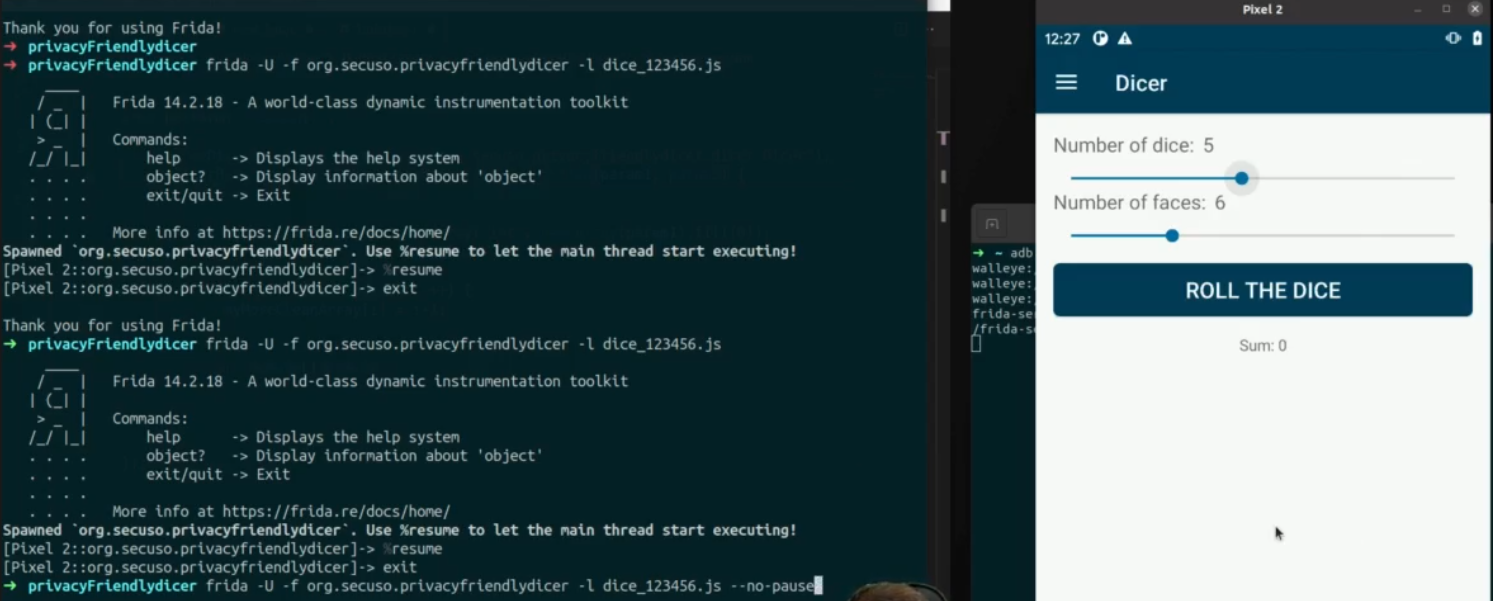 Thank you for using Frida!
→ privacyFriendlydicer
→ privacyFriendlydicer frida -U -f org.secuso.privacyfriendlydicer -l dice_123456.js
Frida 14.2.18 - A world-class dynamic instrumentation toolkit
Commands:
help -> Displays the help system
object? -> Display information about 'object'
exit/quit -> Exit
. . . .
. . . .
. . . . More info at https://frida.re/docs/home/
Spawned `org.secuso.privacyfriendlydicer`. Use %resume to let the main thread start executing!
[Pixel 2::org.secuso.privacyfriendlydicer]-> %resume
[Pixel 2::org.secuso.privacyfriendlydicer]-> exit
Thank you for using Frida!
→ privacyFriendlydicer frida -U -f org.secuso.privacyfriendlydicer -l dice_123456.js
Frida 14.2.18 - A world-class dynamic instrumentation toolkit
Commands:
help -> Displays the help system
object? -> Display information about 'object'
exit/quit -> Exit
. . . .
. . . .
. . . . More info at https://frida.re/docs/home/
Spawned `org.secuso.privacyfriendlydicer`. Use %resume to let the main thread start executing!
[Pixel 2::org.secuso.privacyfriendlydicer]-> %resume
[Pixel 2::org.secuso.privacyfriendlydicer]-> exit
→ privacyFriendlydicer frida -U -f org.secuso.privacyfriendlydicer -l dice_123456.js --no-pause
→ ~ adb
walleye:
walleye:
walleye:
frida-se
/frida-s
Pixel 2
12:27
Dicer
Number of dice: 5
Number of faces: 6
ROLL THE DICE
Sum: 0